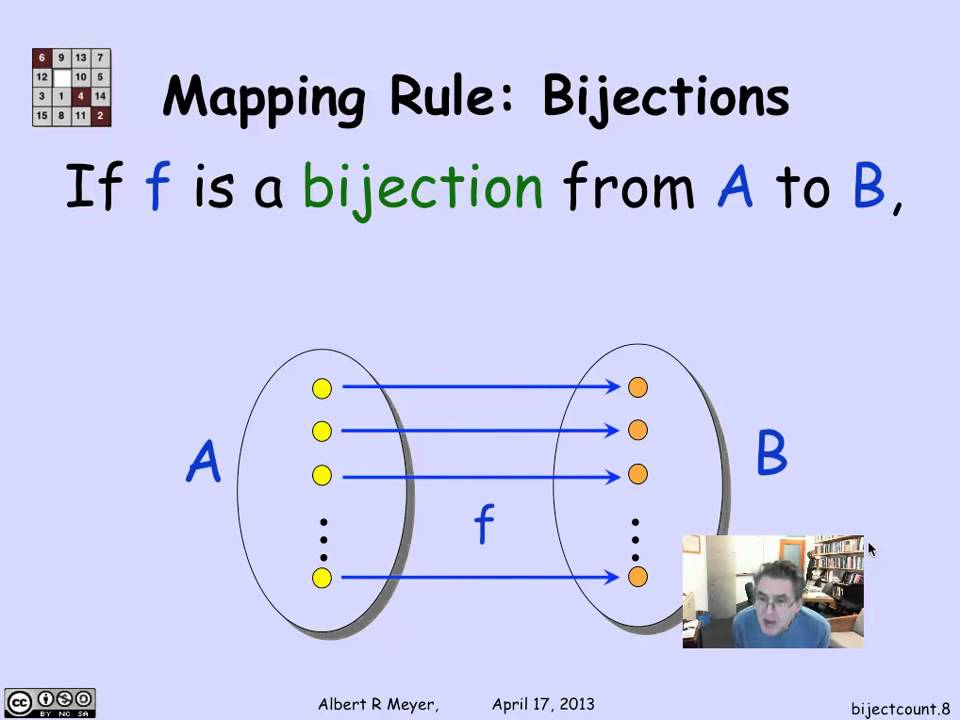 6 9 13 7
12 10 5
3 1 4 14
15 8 11 2
Mapping Rule: Bijections
If f is a bijection from A to B,
A
B
f
cc BY NC SA
Albert R Meyer, April 17, 2013
bijectcount.8